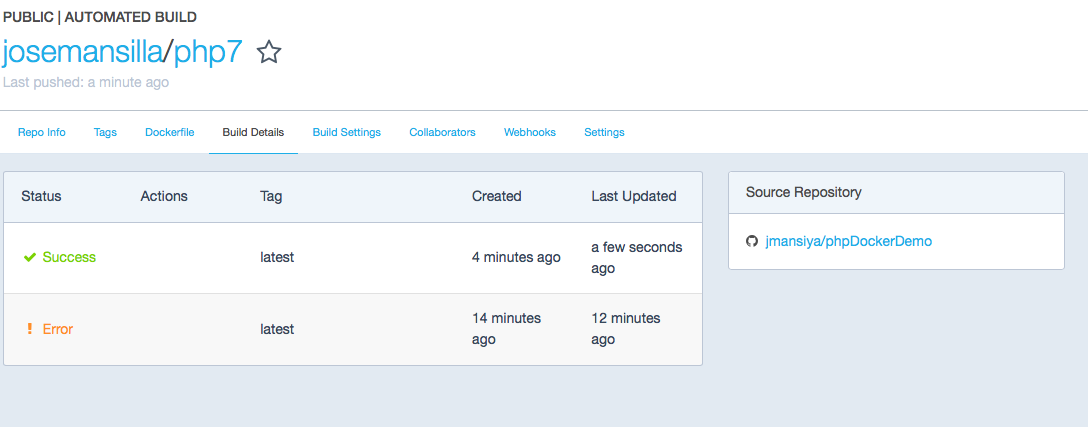 PUBLIC | AUTOMATED BUILD
josemansilla/php7
Last pushed: a minute ago
Repo Info Tags Dockerfile Build Details Build Settings Collaborators Webhooks Settings
Status Actions Tag Created Last Updated
Success latest 4 minutes ago a few seconds
ago
Error latest 14 minutes
ago 12 minutes
ago
Source Repository
jmansiya/phpDockerDemo